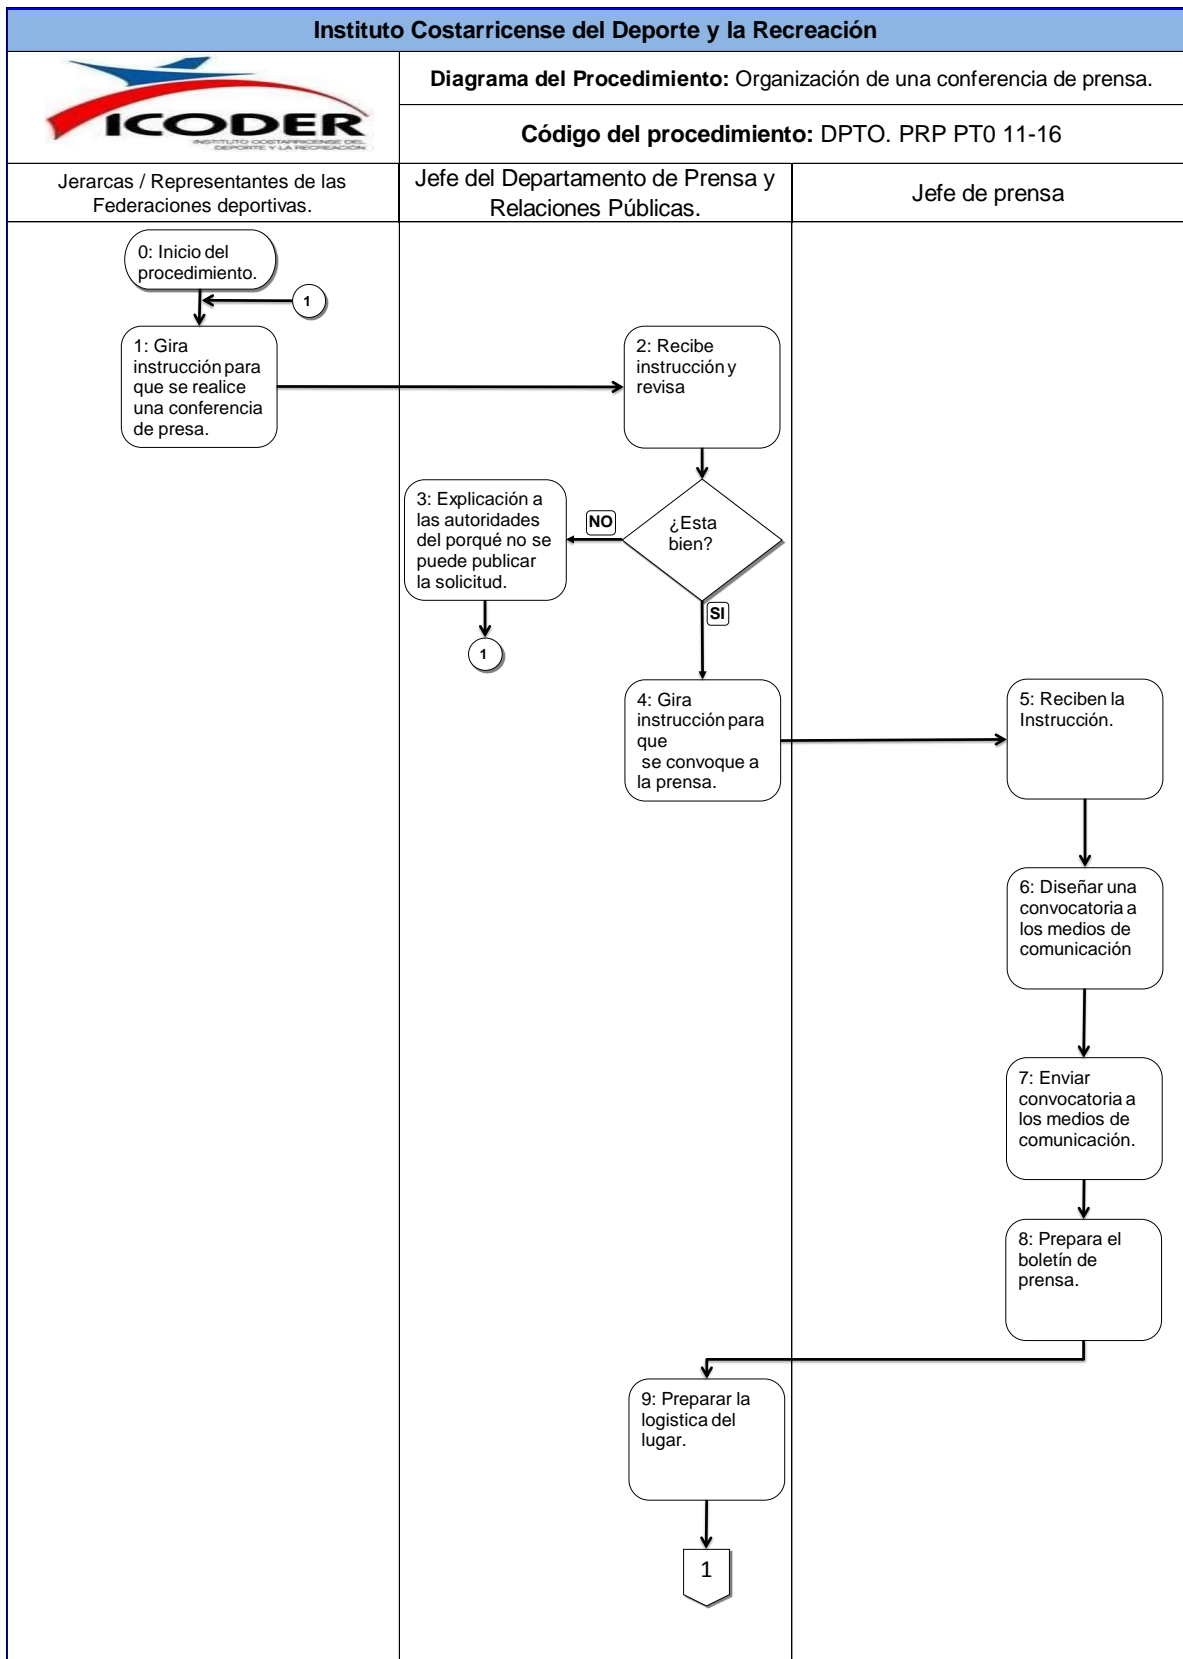 Instituto Costarricense del Deporte y la Recreación
ICODER
INSTITUTO COSTARRICENSE DEL
DEPORTE Y LA RECREACIÓN
Diagrama del Procedimiento: Organización de una conferencia de prensa.
Código del procedimiento: DPTO. PRP PT0 11-16
Jerarcas / Representantes de las
Federaciones deportivas.
Jefe del Departamento de Prensa y
Relaciones Públicas.
Jefe de prensa
0: Inicio del
procedimiento.
1
1: Gira
instrucción para
que se realice
una conferencia
de presa.
2: Recibe
instrucción y
revisa
¿Esta
bien?
NO
3: Explicación a
las autoridades
del porqué no se
puede publicar
la solicitud.
1
SI
4: Gira
instrucción para
que
se convoque a
la prensa.
5: Reciben la
Instrucción.
6: Diseñar una
convocatoria a
los medios de
comunicación
7: Enviar
convocatoria a
los medios de
comunicación.
8: Prepara el
boletín de
prensa.
9: Preparar la
logistica del
lugar.
1